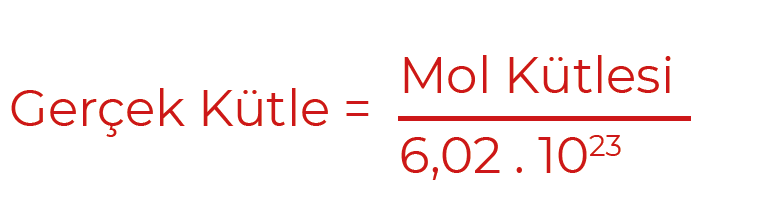 Gerçek Kütle = Mol Kütlesi
6,02 . 10²³